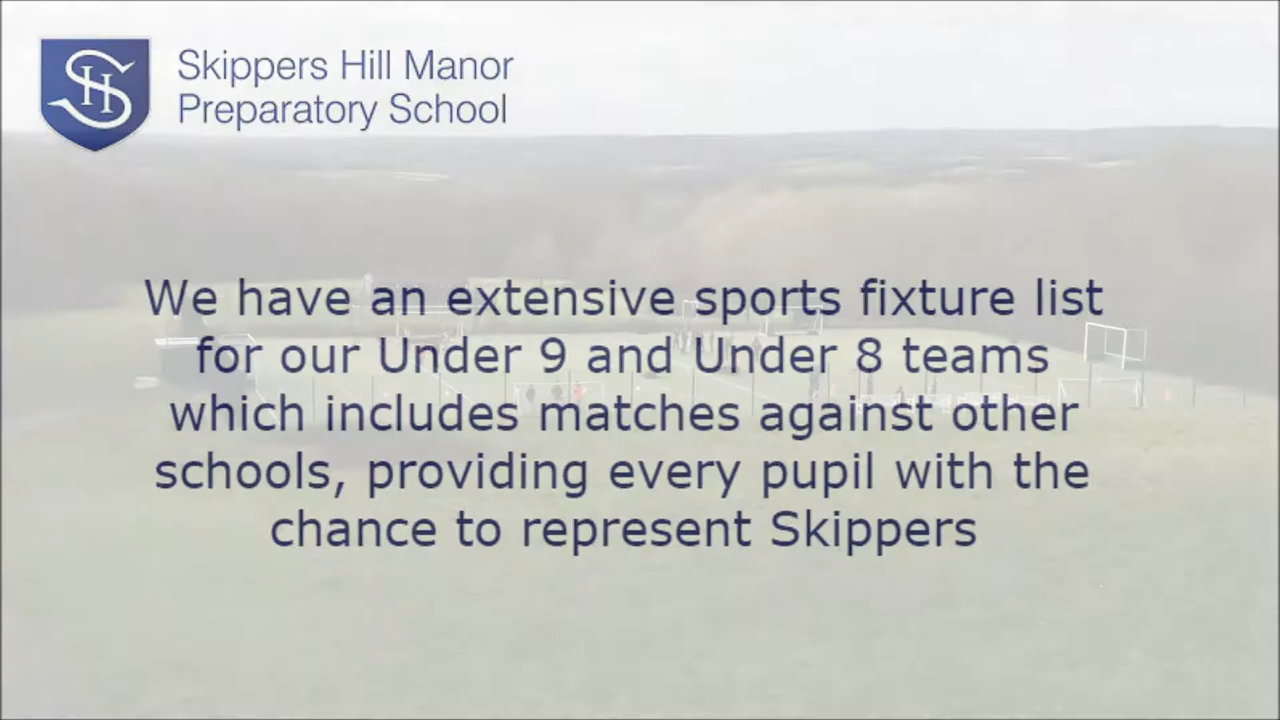 SH
Skippers Hill Manor
Preparatory School
We have an extensive sports fixture list
for our Under 9 and Under 8 teams
which includes matches against other
schools, providing every pupil with the
chance to represent Skippers